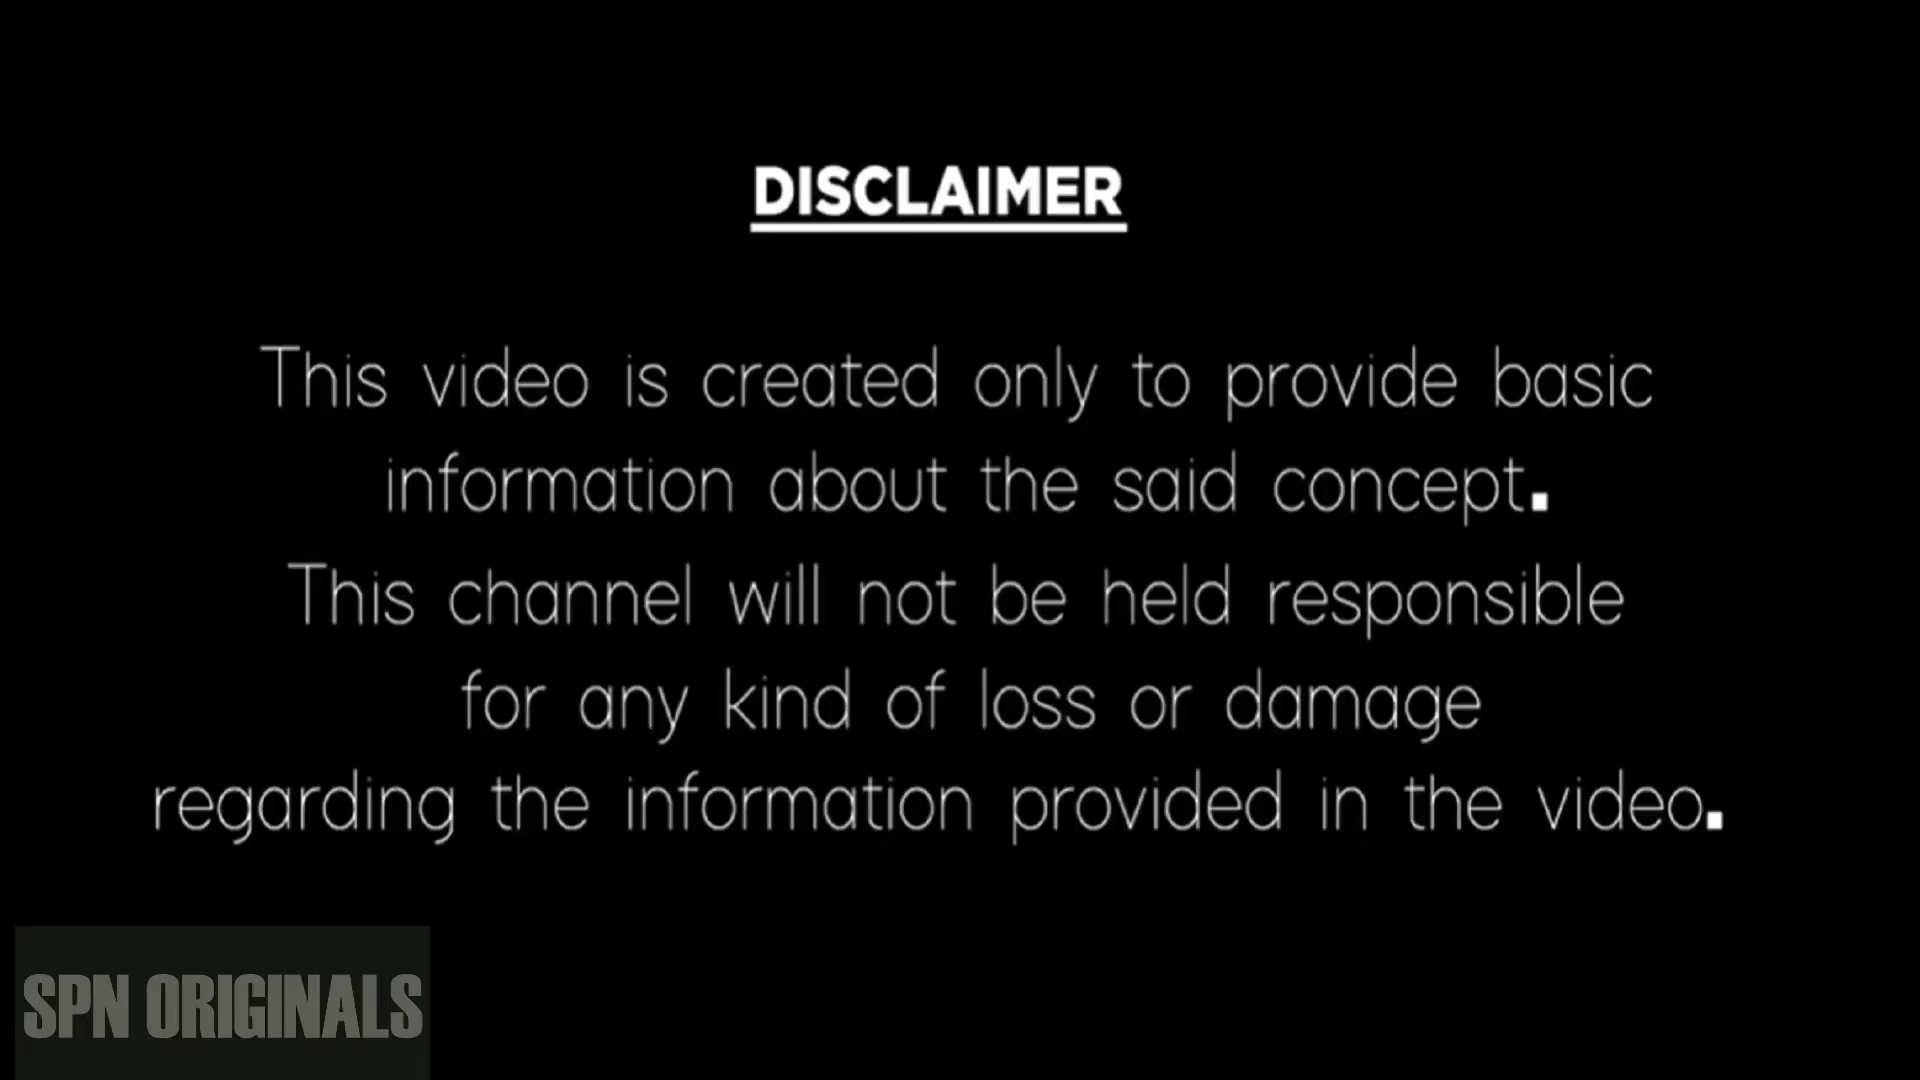 DISCLAIMER
This video is created only to provide basic
information about the said concept.
This channel will not be held responsible
for any kind of loss or damage
regarding the information provided in the video.
SPN ORIGINALS